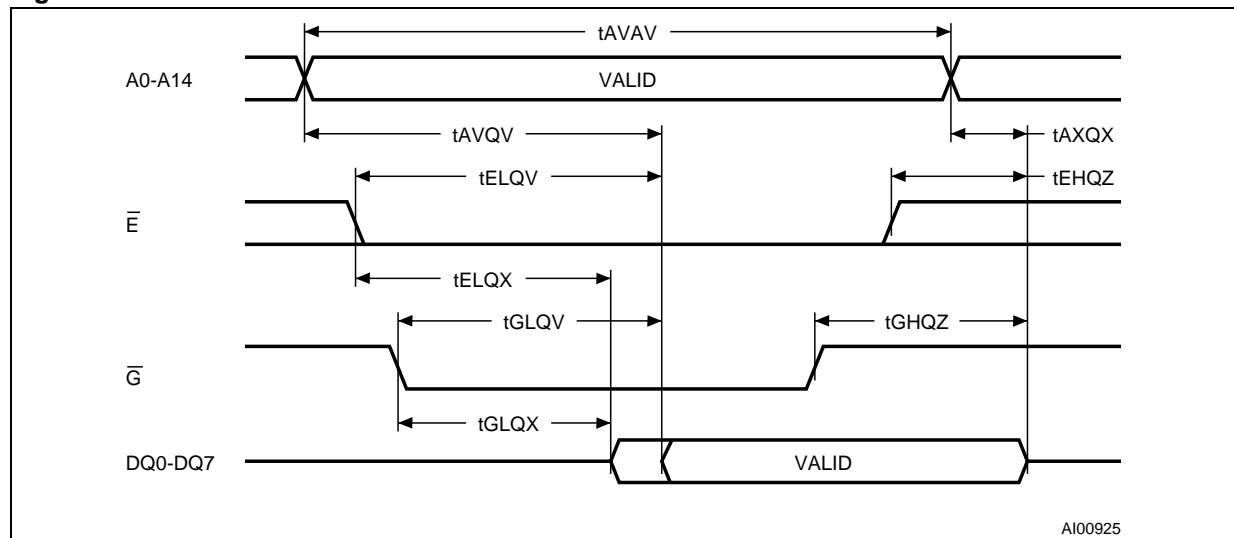 tAVAV
A0-A14
VALID
tAVQV
tAXQX
tELQV
tEHQZ
E̅
tELQX
tGLQV
tGHQZ
G̅
tGLQX
DQ0-DQ7
VALID
AI00925